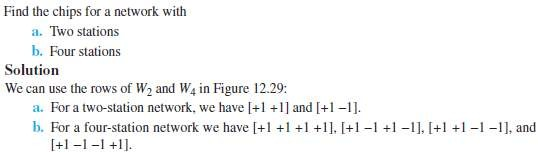 Find the chips for a network with
a. Two stations
b. Four stations
Solution
We can use the rows of W₂ and W₄ in Figure 12.29:
a. For a two-station network, we have [+1 +1] and [+1 –1].
b. For a four-station network we have [+1 +1 +1 +1], [+1 –1 +1 –1], [+1 +1 –1 –1], and
[+1 –1 –1 +1].